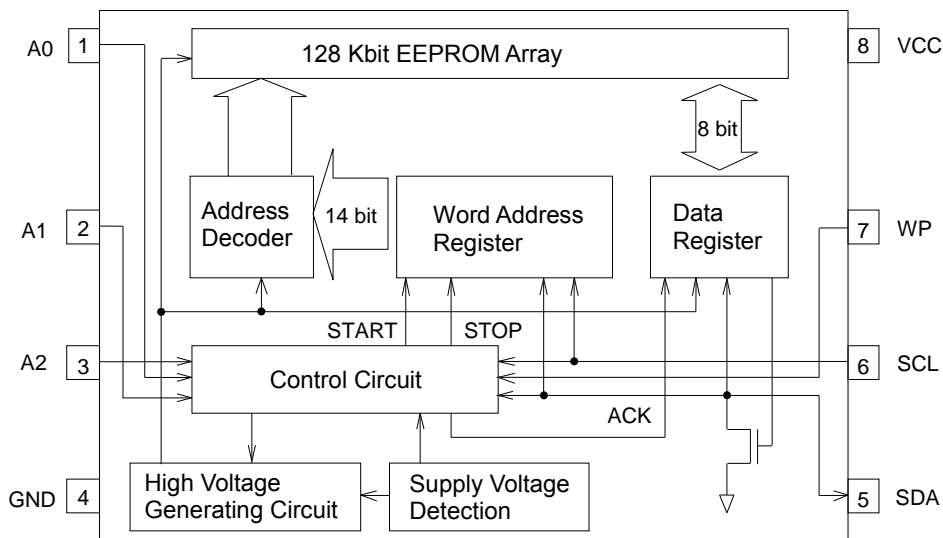 A0
1
128 Kbit EEPROM Array
8
VCC
8 bit
A1
2
Address
Decoder
14 bit
Word Address
Register
Data
Register
7
WP
START
STOP
A2
3
Control Circuit
6
SCL
ACK
GND
4
High Voltage
Generating Circuit
Supply Voltage
Detection
5
SDA